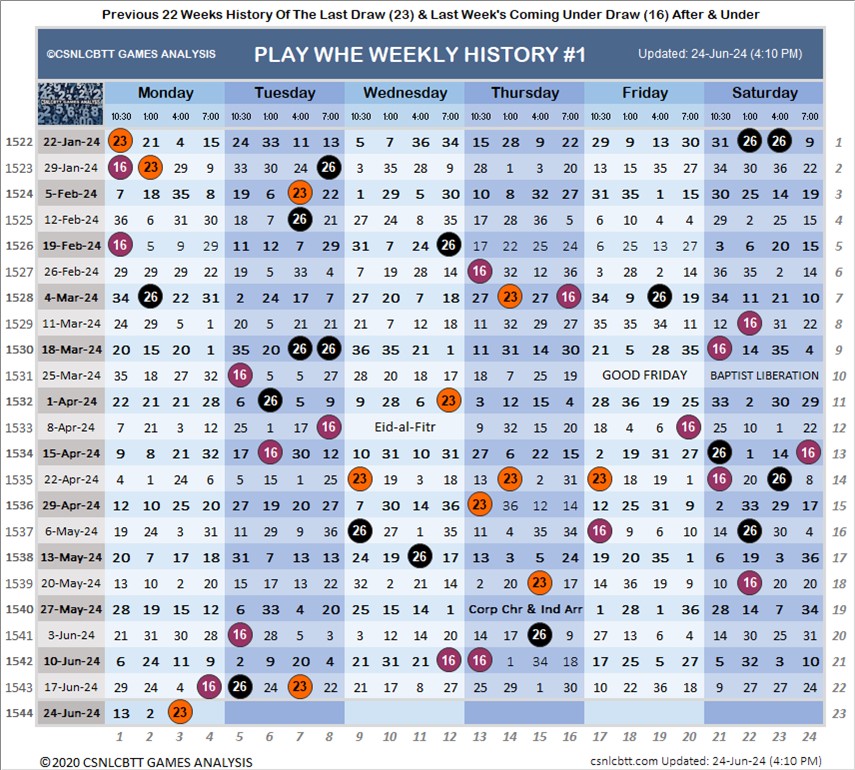 Previous 22 Weeks History Of The Last Draw (23) & Last Week's Coming Under Draw (16) After & Under
©CSNLCBTT GAMES ANALYSIS PLAY WHE WEEKLY HISTORY #1 Updated: 24-Jun-24 (4:10 PM)
CSNLCBTT GAMES ANALYSIS Monday Tuesday Wednesday Thursday Friday Saturday
10:30 1:00 4:00 7:00 10:30 1:00 4:00 7:00 10:30 1:00 4:00 7:00 10:30 1:00 4:00 7:00 10:30 1:00 4:00 7:00 10:30 1:00 4:00 7:00
1522 22-Jan-24 23 21 4 15 24 33 11 13 5 7 36 34 15 28 9 22 29 9 13 30 31 26 26 9 1
1523 29-Jan-24 16 23 29 9 33 30 24 26 3 35 28 9 28 1 3 20 13 15 35 27 34 30 36 22 2
1524 5-Feb-24 7 18 35 8 19 6 23 22 1 29 5 30 10 8 32 27 31 35 1 15 30 25 14 19 3
1525 12-Feb-24 36 6 31 30 18 7 26 21 27 24 8 35 17 28 36 5 6 10 4 4 29 2 25 15 4
1526 19-Feb-24 16 5 9 29 11 12 7 29 31 7 24 26 17 22 25 24 6 25 13 27 3 6 20 15 5
1527 26-Feb-24 29 29 29 22 19 5 33 4 7 19 28 14 16 32 12 36 3 28 2 14 36 35 2 14 6
1528 4-Mar-24 34 26 22 31 2 24 17 7 27 20 7 18 27 23 27 16 34 9 26 19 34 11 21 10 7
1529 11-Mar-24 24 29 5 1 20 5 21 21 21 7 12 18 11 32 29 27 35 35 34 11 12 16 31 22 8
1530 18-Mar-24 20 15 20 1 35 20 26 26 36 35 21 1 11 31 14 30 21 5 28 35 16 14 35 4 9
1531 25-Mar-24 35 18 27 32 16 5 5 27 28 20 18 17 18 7 25 19 GOOD FRIDAY BAPTIST LIBERATION 10
1532 1-Apr-24 22 21 21 28 6 26 5 9 9 28 6 23 3 12 15 4 28 36 19 25 33 2 30 29 11
1533 8-Apr-24 7 21 3 12 25 1 17 16 Eid-al-Fitr 9 32 15 20 18 4 6 20 25 10 1 22 12
1534 15-Apr-24 9 8 21 32 17 16 30 12 10 31 10 31 27 6 22 15 2 19 31 27 26 1 14 16 13
1535 22-Apr-24 4 1 24 6 5 15 1 25 23 19 3 18 14 23 2 31 23 18 19 1 16 20 26 8 14
1536 29-Apr-24 12 10 25 20 27 19 20 27 7 30 14 36 23 36 12 14 12 25 31 9 2 33 29 17 15
1537 6-May-24 19 24 3 31 11 29 9 36 26 27 1 35 4 35 34 16 9 6 10 14 26 30 4 16
1538 13-May-24 20 7 17 18 31 7 13 13 24 19 26 17 13 3 5 24 19 20 35 1 6 19 3 36 17
1539 20-May-24 13 10 2 20 15 17 13 22 32 2 21 14 2 20 23 17 14 36 19 9 10 16 20 19 18
1540 27-May-24 28 19 15 12 6 33 4 20 25 15 14 1 Corp Chr & Ind Arr 1 28 1 36 28 14 7 34 19
1541 3-Jun-24 21 31 30 28 16 28 5 3 3 12 14 20 14 17 26 9 27 13 6 4 14 30 25 31 20
1542 10-Jun-24 6 24 11 9 2 9 20 4 21 31 21 16 16 1 34 18 17 25 5 27 5 32 3 10 21
1543 17-Jun-24 29 24 4 16 26 24 23 22 21 17 8 27 25 29 1 30 10 22 36 18 9 27 27 24 22
1544 24-Jun-24 13 2 23 23
1 2 3 4 5 6 7 8 9 10 11 12 13 14 15 16 17 18 19 20 21 22 23 24
©2020 CSNLCBTT GAMES ANALYSIS csnlcbtt.com Updated: 24-Jun-24 (4:10 PM)